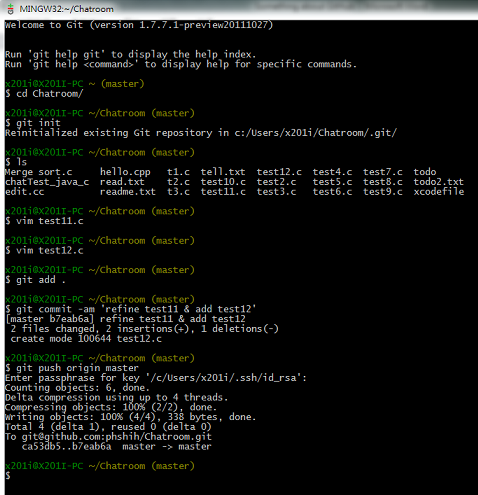 MINGW32:~/Chatroom
Welcome to Git (version 1.7.7.1-preview20111027)
Run 'git help git' to display the help index.
Run 'git help <command>' to display help for specific commands.
x201i@X201I-PC ~ (master)
$ cd Chatroom/
x201i@X201I-PC ~/Chatroom (master)
$ git init
Reinitialized existing Git repository in c:/Users/x201i/Chatroom/.git/
x201i@X201I-PC ~/Chatroom (master)
$ ls
Merge sort.c hello.cpp t1.c tell.txt test12.c test4.c test7.c todo
chatTest_java_c read.txt t2.c test10.c test2.c test5.c test8.c todo2.txt
edit.cc readme.txt t3.c test11.c test3.c test6.c test9.c xcodefile
x201i@X201I-PC ~/Chatroom (master)
$ vim test11.c
x201i@X201I-PC ~/Chatroom (master)
$ vim test12.c
x201i@X201I-PC ~/Chatroom (master)
$ git add .
x201i@X201I-PC ~/Chatroom (master)
$ git commit -am 'refine test11 & add test12'
[master b7eab6a] refine test11 & add test12
2 files changed, 2 insertions(+), 1 deletions(-)
create mode 100644 test12.c
x201i@X201I-PC ~/Chatroom (master)
$ git push origin master
Enter passphrase for key '/c/Users/x201i/.ssh/id_rsa':
Counting objects: 6, done.
Delta compression using up to 4 threads.
Compressing objects: 100% (2/2), done.
Writing objects: 100% (4/4), 338 bytes, done.
Total 4 (delta 1), reused 0 (delta 0)
To git@github.com:phshih/Chatroom.git
ca53db5..b7eab6a master -> master
x201i@X201I-PC ~/Chatroom (master)
$